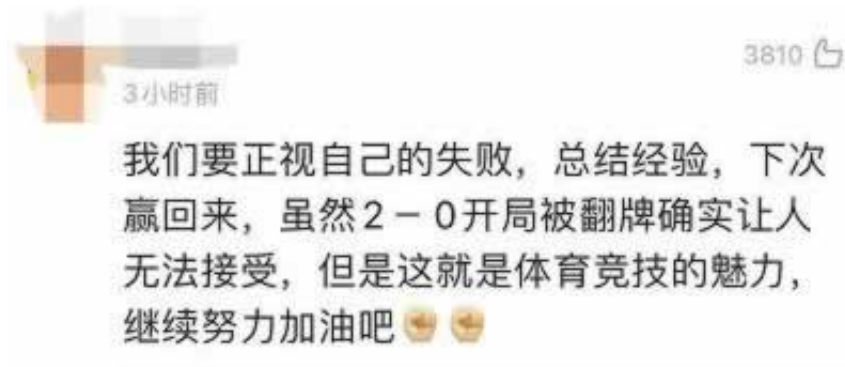 3810
3小时前
我们要正视自己的失败，总结经验，下次
赢回来，虽然2－0开局被翻牌确实让人
无法接受，但是这就是体育竞技的魅力，
继续努力加油吧